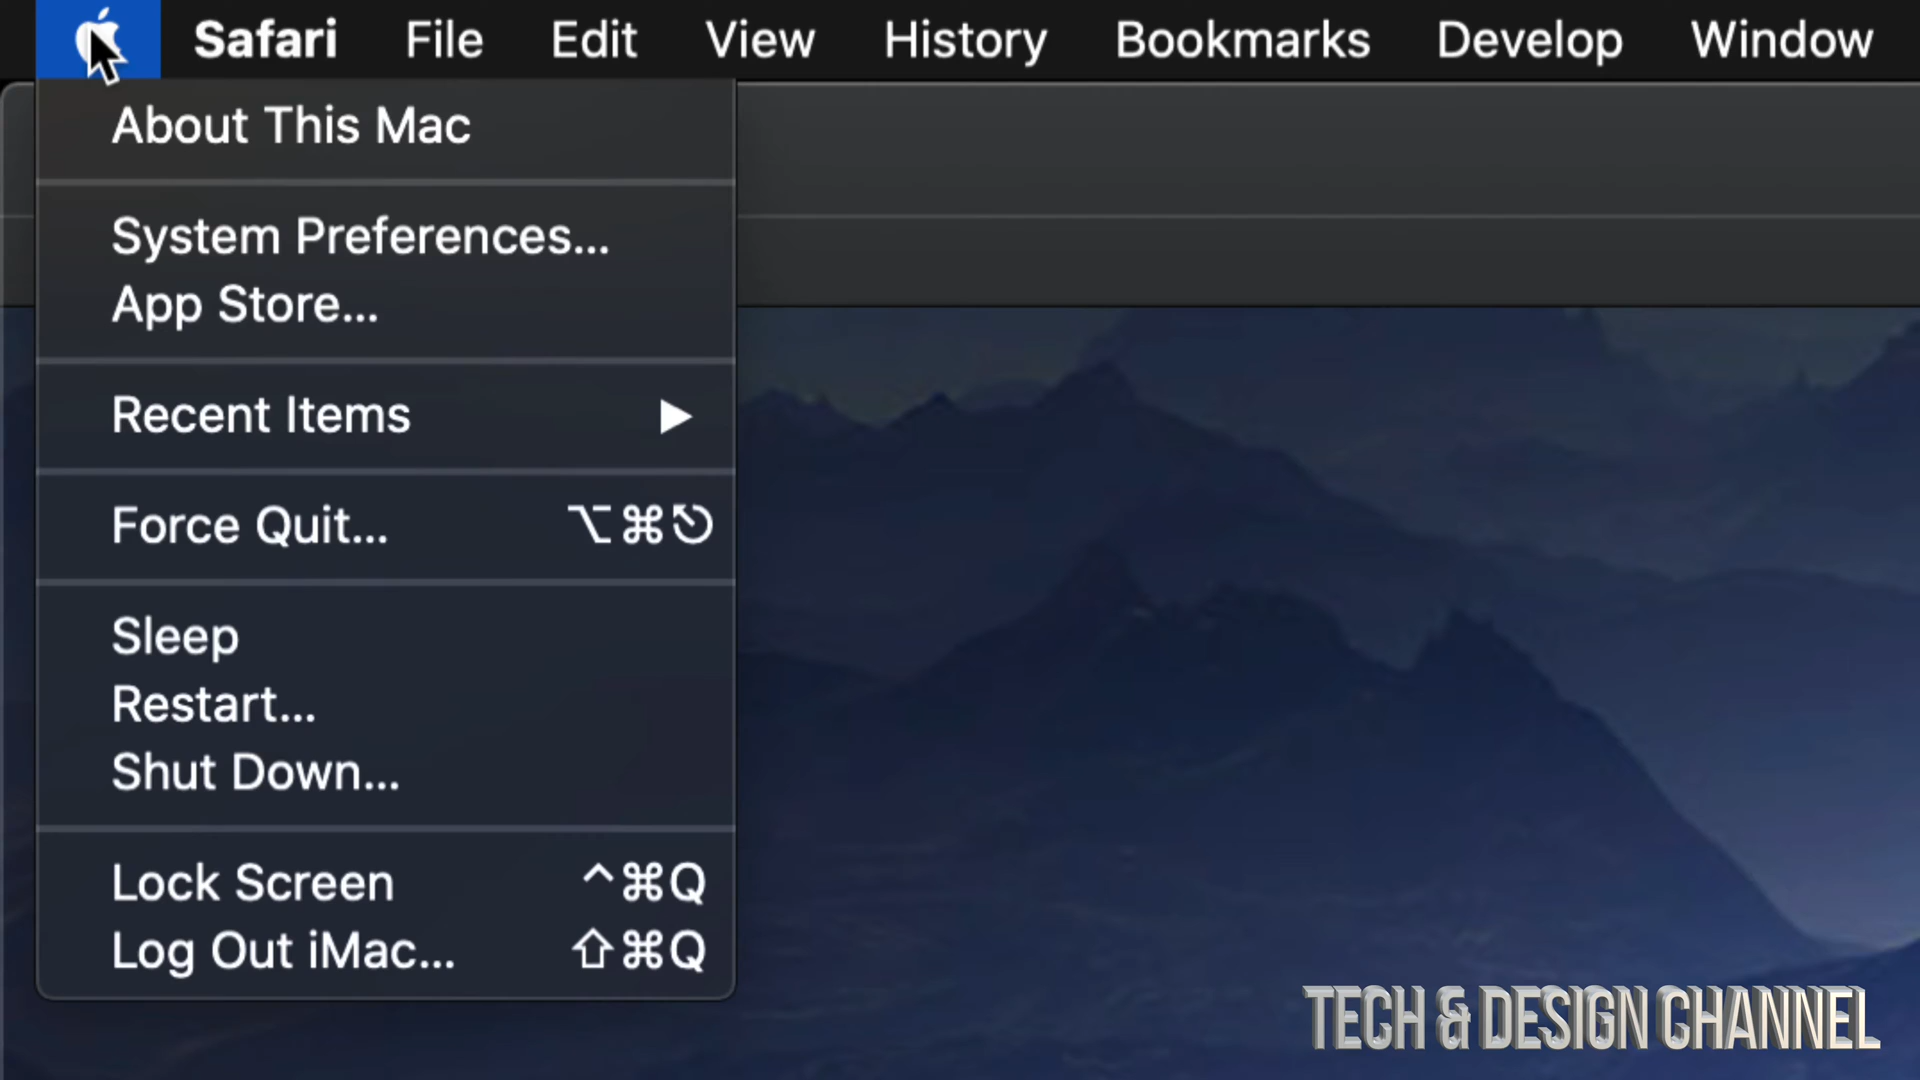 Safari File Edit View History Bookmarks Develop Window
About This Mac
System Preferences...
App Store...
Recent Items ▶
Force Quit... ⌥⌘⎋
Sleep
Restart...
Shut Down...
Lock Screen ^⌘Q
Log Out iMac... ⇧⌘Q
TECH & DESIGN CHANNEL